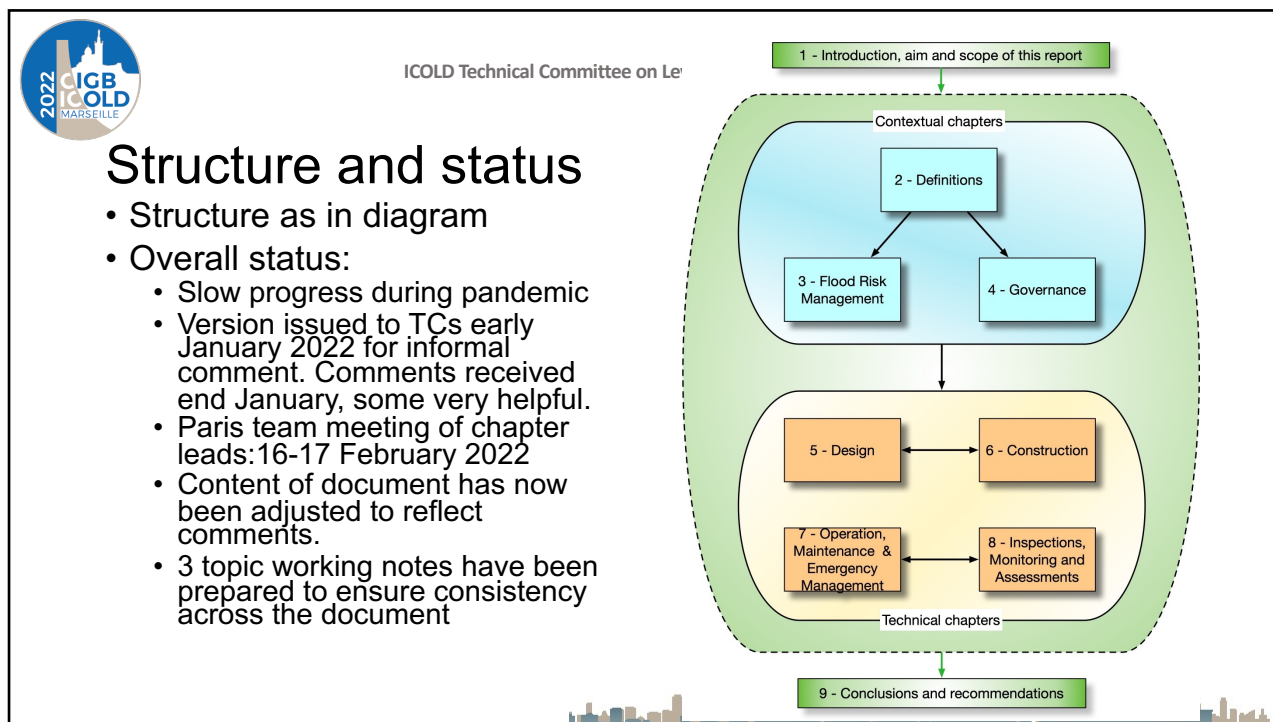 2022
CIGB
ICOLD
MARSEILLE
ICOLD Technical Committee on
Structure and status
• Structure as in diagram
• Overall status:
• Slow progress during pandemic
• Version issued to TCs early
January 2022 for informal
comment. Comments received
end January, some very helpful.
• Paris team meeting of chapter
leads:16-17 February 2022
• Content of document has now
been adjusted to reflect
comments.
• 3 topic working notes have been
prepared to ensure consistency
across the document
1 - Introduction, aim and scope of this report
Contextual chapters
2 - Definitions
3 - Flood Risk
Management
4 - Governance
5 - Design
6 - Construction
7 - Operation,
Maintenance &
Emergency
Management
8 - Inspections,
Monitoring and
Assessments
Technical chapters
9 - Conclusions and recommendations